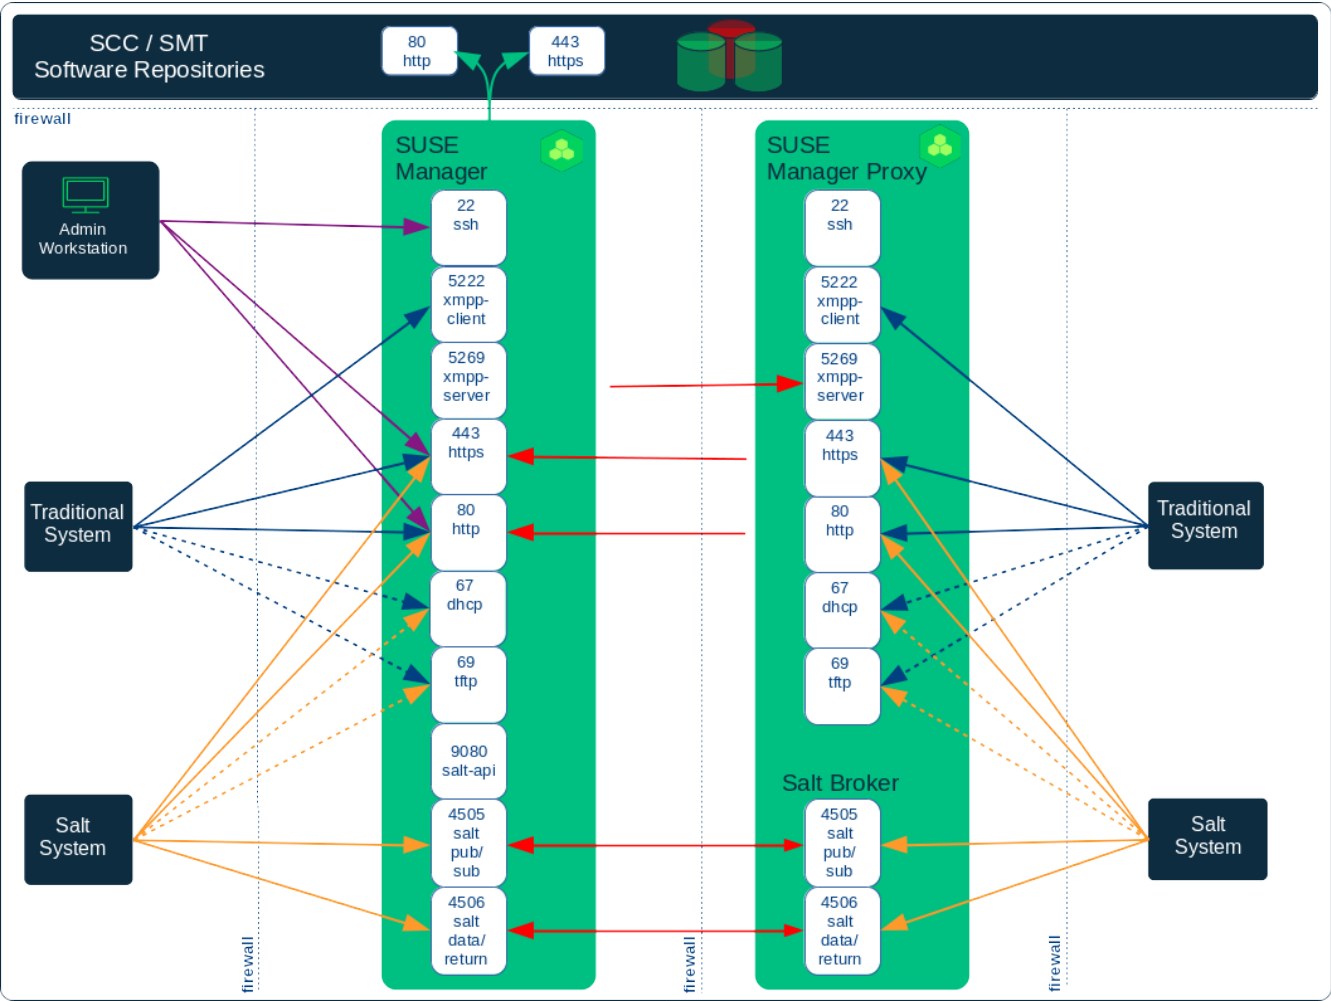 SCC / SMT
Software Repositories
80
http
443
https
firewall
SUSE
Manager
SUSE
Manager Proxy
Admin
Workstation
22
ssh
5222
xmpp-
client
5269
xmpp-
server
443
https
80
http
67
dhcp
69
tftp
9080
salt-api
4505
salt
pub/
sub
4506
salt
data/
return
22
ssh
5222
xmpp-
client
5269
xmpp-
server
443
https
80
http
67
dhcp
69
tftp
Salt Broker
4505
salt
pub/
sub
4506
salt
data/
return
Traditional
System
Salt
System
Traditional
System
Salt
System
firewall
firewall
firewall